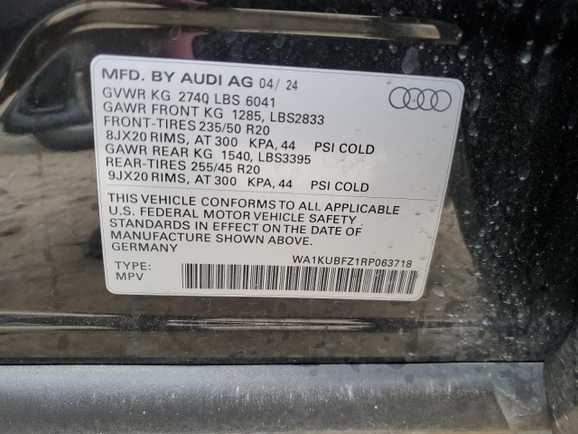 MFD. BY AUDI AG 04/ 24
GVWR KG 2740 LBS 6041
GAWR FRONT KG 1285, LBS2833
FRONT-TIRES 235/50 R20
8JX20 RIMS, AT 300 KPA, 44 PSI COLD
GAWR REAR KG 1540, LBS3395
REAR-TIRES 255/45 R20
9JX20 RIMS, AT 300 KPA, 44 PSI COLD
THIS VEHICLE CONFORMS TO ALL APPLICABLE
U.S. FEDERAL MOTOR VEHICLE SAFETY
STANDARDS IN EFFECT ON THE DATE OF
MANUFACTURE SHOWN ABOVE.
GERMANY
WA1KUBFZ1RP063718
TYPE:
MPV